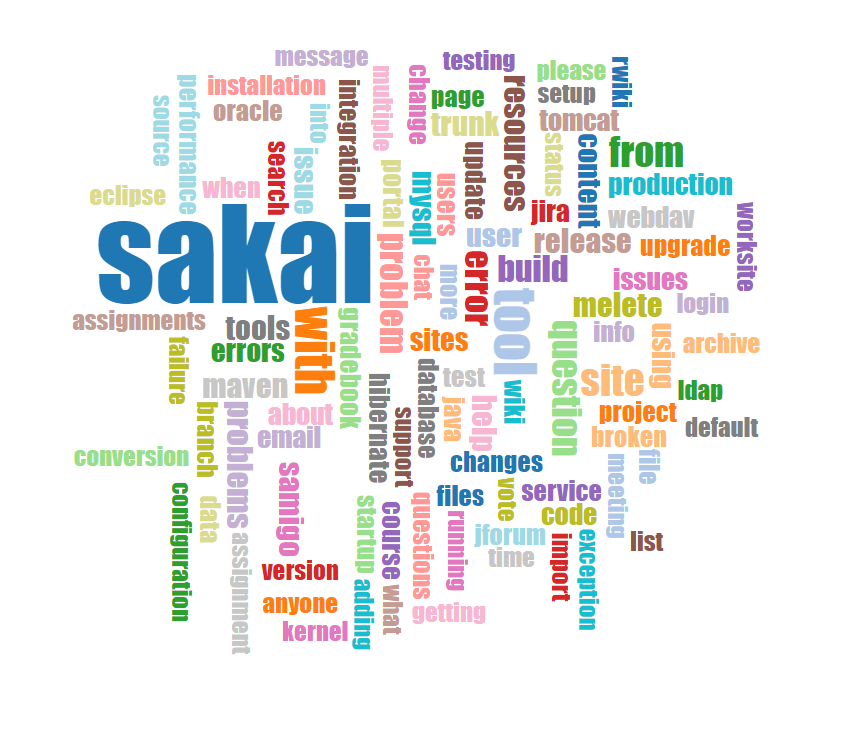 message
testing
please
rwiki
installation
performance
source
oracle
into
integration
multiple
change
page
trunk
resources
setup
tomcat
search
issue
when
eclipse
portal
mysql
users
update
status
content
from
production
jira
webdav
worksite
user
release
upgrade
sakai
problem
chat
more
error
build
issues
tool
melete
login
assignments
tools
errors
with
gradebook
sites
question
info
using
archive
failure
maven
hibernate
database
test
wiki
site
ldap
branch
problems
about
email
support
java
help
project
broken
default
conversion
changes
meeting
file
configuration
data
samigo
startup
course
questions
files
running
vote
service
code
jforum
time
import
exception
list
assignment
version
anyone
kernel
adding
what
getting